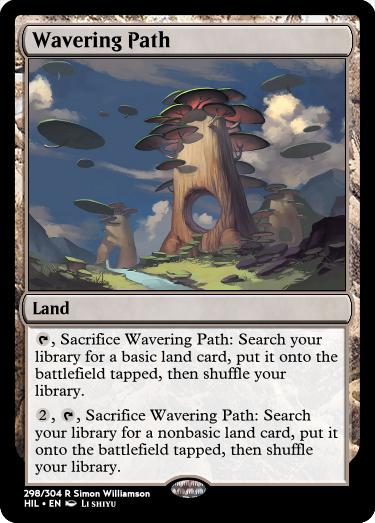 Wavering Path
Land
, Sacrifice Wavering Path: Search your
library for a basic land card, put it onto the
battlefield tapped, then shuffle your
library.
2, , Sacrifice Wavering Path: Search
your library for a nonbasic land card, put it
onto the battlefield tapped, then shuffle
your library.
298/304 R Simon Williamson
HIL • EN Li Shiyu